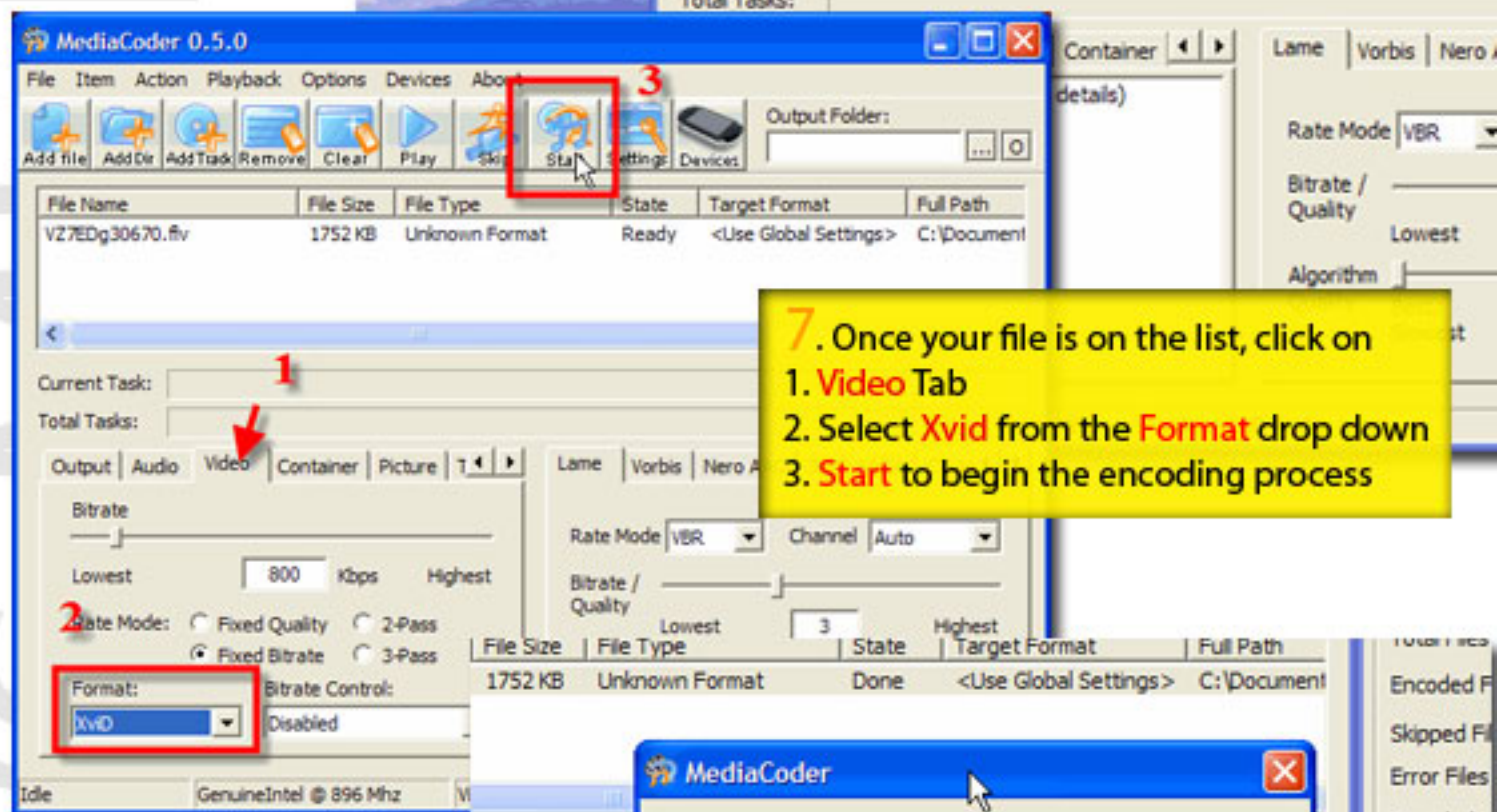 Total Tasks:
MediaCoder 0.5.0
File Item Action Playback Options Devices About
3
Add file Add Dir Add Track Remove Clear Play Skip Start Settings Devices
Output Folder:
... O
File Name File Size File Type State Target Format Full Path
VZ7EDg30670.flv 1752 KB Unknown Format Ready <Use Global Settings> C:\Document
Container
details)
Lame Vorbis Nero A
Rate Mode VBR
Bitrate /
Quality
Lowest
Algorithm
7. Once your file is on the list, click on
1. Video Tab
2. Select Xvid from the Format drop down
3. Start to begin the encoding process
Current Task:
1
Total Tasks:
Output Audio Video Container Picture T
Bitrate
Lowest 800 Kbps Highest
2
Rate Mode: Fixed Quality 2-Pass
Fixed Bitrate 3-Pass
Format: Bitrate Control:
XviD Disabled
Lame Vorbis Nero A
Rate Mode VBR Channel Auto
Bitrate /
Quality
Lowest 3 Highest
Idle GenuineIntel @ 896 Mhz
File Size File Type State Target Format Full Path
1752 KB Unknown Format Done <Use Global Settings> C:\Document
MediaCoder
Total Files
Encoded F
Skipped Fil
Error Files